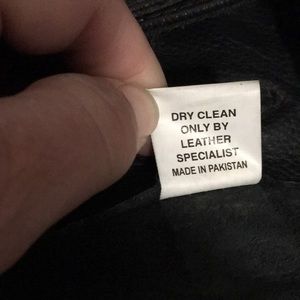 DRY CLEAN
ONLY BY
LEATHER
SPECIALIST
MADE IN PAKISTAN